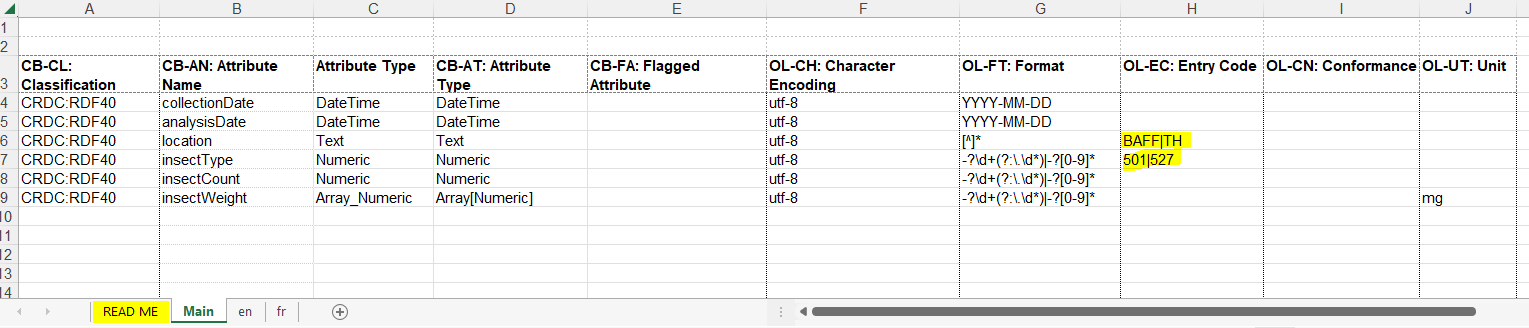 A B C D E F G H I J
1
2
3 CB-CL: Classification CB-AN: Attribute Name Attribute Type CB-AT: Attribute Type CB-FA: Flagged Attribute OL-CH: Character Encoding OL-FT: Format OL-EC: Entry Code OL-CN: Conformance OL-UT: Unit
4 CRDC:RDF40 collectionDate DateTime DateTime utf-8 YYYY-MM-DD
5 CRDC:RDF40 analysisDate DateTime DateTime utf-8 YYYY-MM-DD
6 CRDC:RDF40 location Text Text utf-8 [^]* BAFF|TH
7 CRDC:RDF40 insectType Numeric Numeric utf-8 -?\d+(?:\.\d*)|-?[0-9]* 501|527
8 CRDC:RDF40 insectCount Numeric Numeric utf-8 -?\d+(?:\.\d*)|-?[0-9]*
9 CRDC:RDF40 insectWeight Array_Numeric Array[Numeric] utf-8 -?\d+(?:\.\d*)|-?[0-9]* mg
10
11
12
13
14
READ ME Main en fr